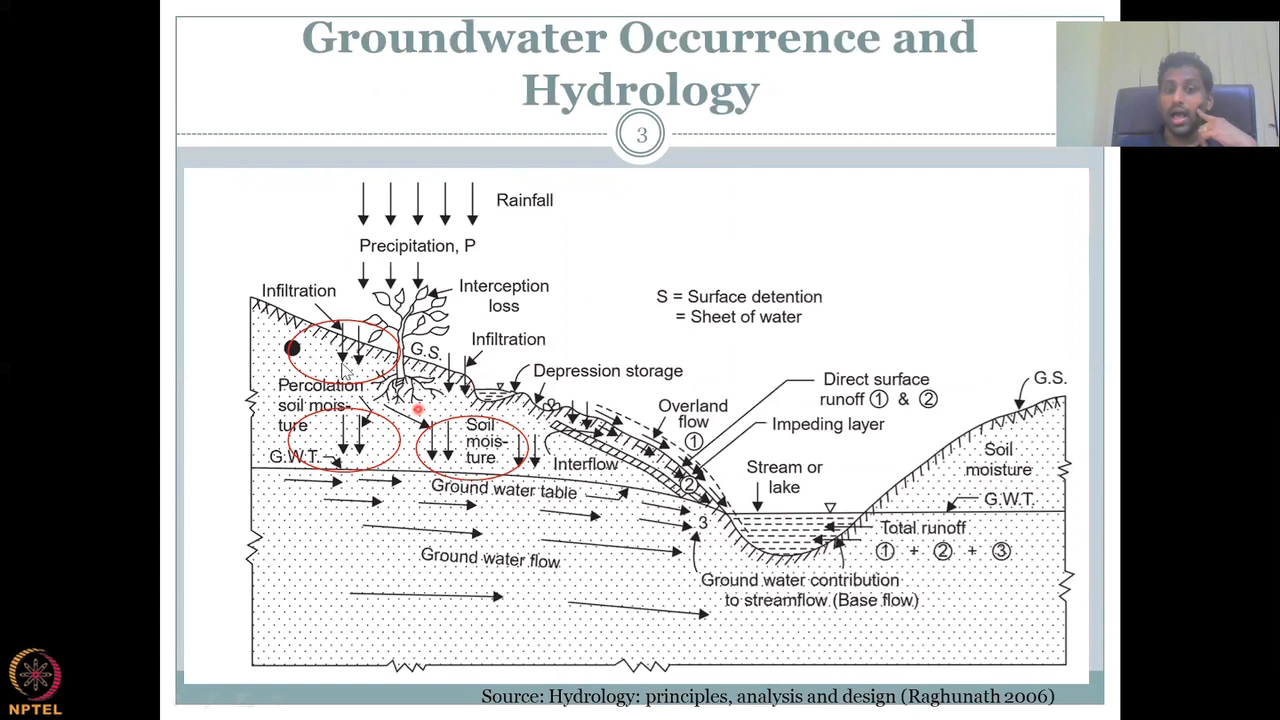 Groundwater Occurrence and
Hydrology
3
Rainfall
Precipitation, P
Infiltration
Interception
loss
S = Surface detention
= Sheet of water
G.S.
Infiltration
Depression storage
Percolation
soil mois-
ture
Direct surface
runoff ① & ②
G.S.
Overland
flow
①
Impeding layer
Soil
mois-
ture
Interflow
②
Stream or
lake
Soil
moisture
G.W.T.
Ground water table
3
G.W.T.
Total runoff
① + ② + ③
Ground water flow
Ground water contribution
to streamflow (Base flow)
Source: Hydrology: principles, analysis and design (Raghunath 2006)
NPTEL